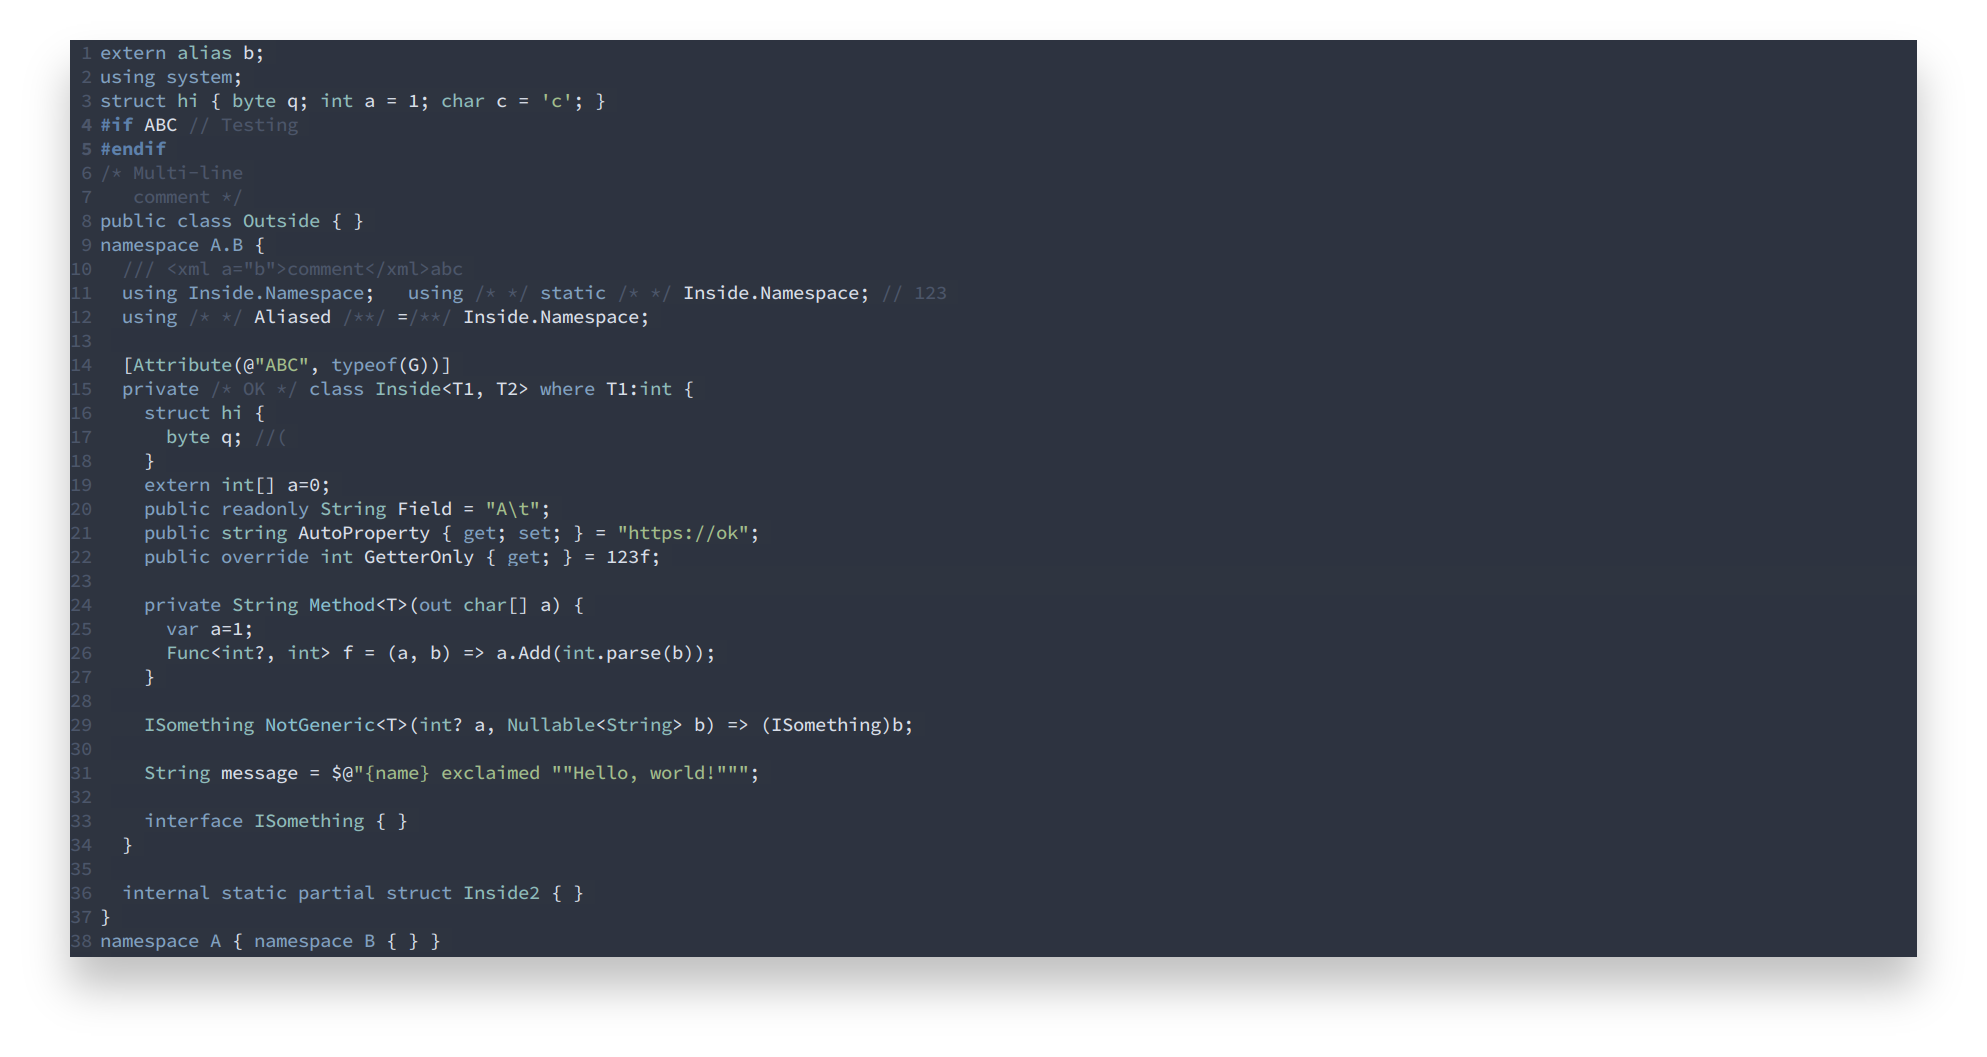 1 extern alias b;
2 using system;
3 struct hi { byte q; int a = 1; char c = 'c'; }
4 #if ABC // Testing
5 #endif
6 /* Multi-line
7    comment */
8 public class Outside { }
9 namespace A.B {
10   /// <xml a="b">comment</xml>abc
11   using Inside.Namespace;   using /* */ static /* */ Inside.Namespace; // 123
12   using /* */ Aliased /**/ =/**/ Inside.Namespace;
13
14   [Attribute(@"ABC", typeof(G))]
15   private /* OK */ class Inside<T1, T2> where T1:int {
16     struct hi {
17       byte q; //(
18     }
19     extern int[] a=0;
20     public readonly String Field = "A\t";
21     public string AutoProperty { get; set; } = "https://ok";
22     public override int GetterOnly { get; } = 123f;
23
24     private String Method<T>(out char[] a) {
25       var a=1;
26       Func<int?, int> f = (a, b) => a.Add(int.parse(b));
27     }
28
29     ISomething NotGeneric<T>(int? a, Nullable<String> b) => (ISomething)b;
30
31     String message = $@"{name} exclaimed ""Hello, world!""";
32
33     interface ISomething { }
34   }
35
36   internal static partial struct Inside2 { }
37 }
38 namespace A { namespace B { } }